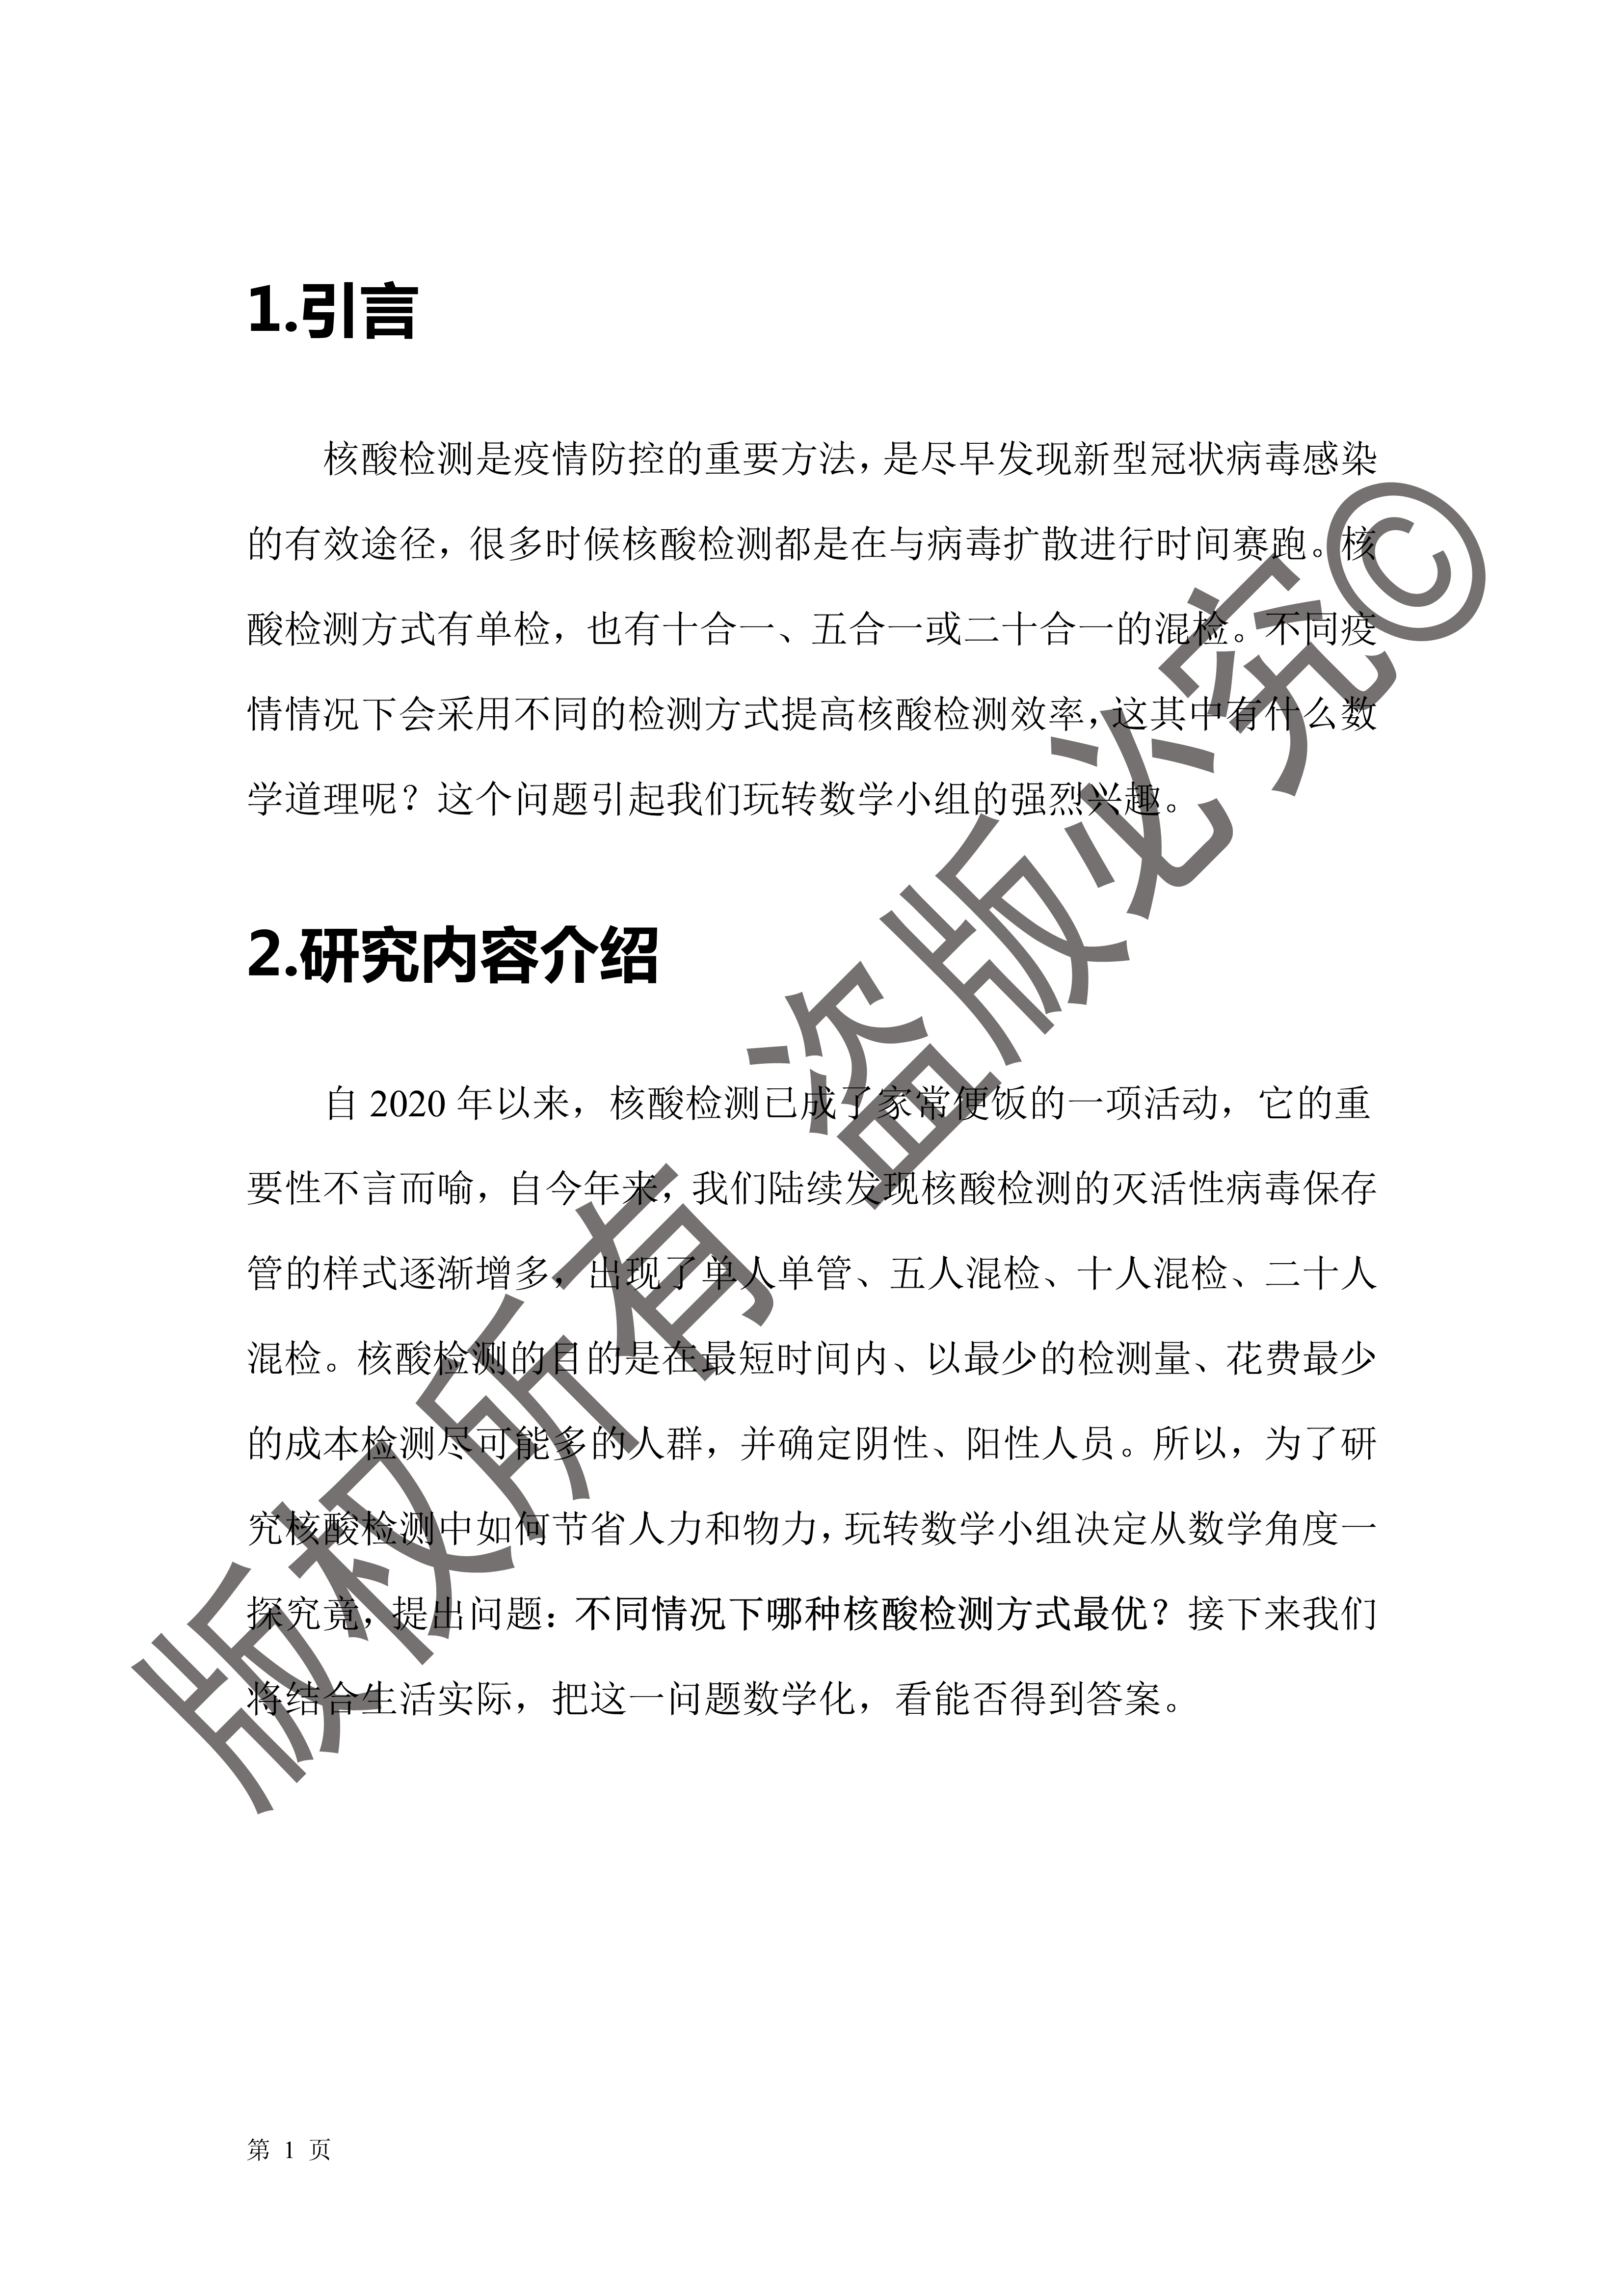 1.引言
核酸检测是疫情防控的重要方法，是尽早发现新型冠状病毒感染
的有效途径，很多时候核酸检测都是在与病毒扩散进行时间赛跑。核
酸检测方式有单检，也有十合一、五合一或二十合一的混检。不同疫
情情况下会采用不同的检测方式提高核酸检测效率，这其中有什么数
学道理呢？这个问题引起我们玩转数学小组的强烈兴趣。
2.研究内容介绍
自 2020 年以来，核酸检测已成了家常便饭的一项活动，它的重
要性不言而喻，自今年来，我们陆续发现核酸检测的灭活性病毒保存
管的样式逐渐增多，出现了单人单管、五人混检、十人混检、二十人
混检。核酸检测的目的是在最短时间内、以最少的检测量、花费最少
的成本检测尽可能多的人群，并确定阴性、阳性人员。所以，为了研
究核酸检测中如何节省人力和物力，玩转数学小组决定从数学角度一
探究竟，提出问题：不同情况下哪种核酸检测方式最优？接下来我们
将结合生活实际，把这一问题数学化，看能否得到答案。
版权所有 盗版必究©
第 1 页